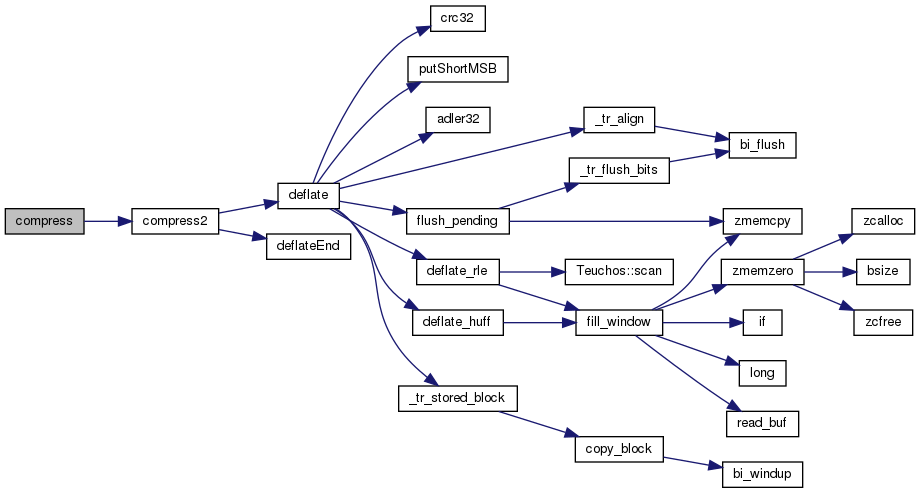 crc32
putShortMSB
adler32
_tr_align
bi_flush
_tr_flush_bits
deflate
compress
compress2
flush_pending
zmemcpy
zcalloc
deflateEnd
deflate_rle
Teuchos::scan
zmemzero
bsize
deflate_huff
fill_window
if
zcfree
long
_tr_stored_block
read_buf
copy_block
bi_windup